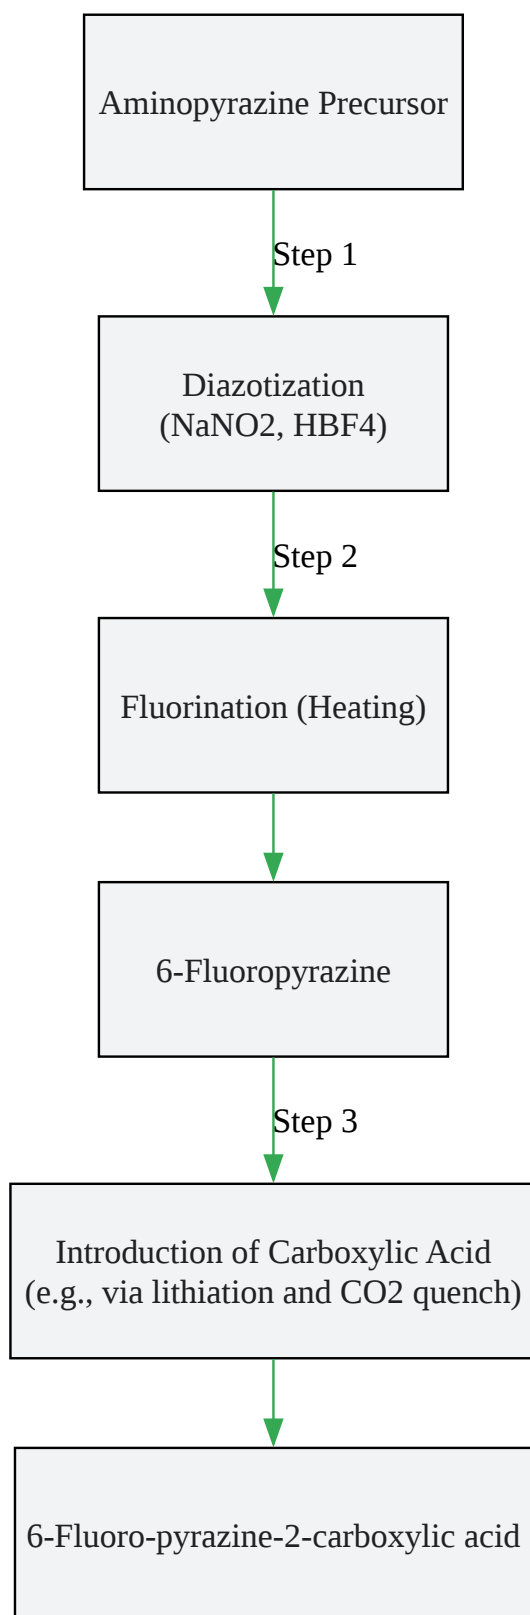 Aminopyrazine Precursor
Step 1
Diazotization
(NaNO2, HBF4)
Step 2
Fluorination (Heating)
6-Fluoropyrazine
Step 3
Introduction of Carboxylic Acid
(e.g., via lithiation and CO2 quench)
6-Fluoro-pyrazine-2-carboxylic acid